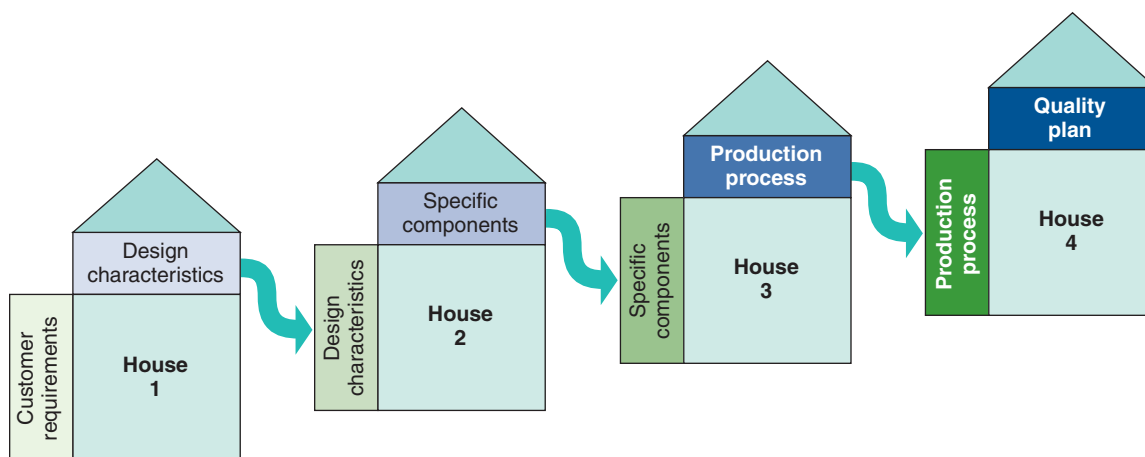 Customer
requirements
Design
characteristics
House
1
Design
characteristics
Specific
components
House
2
Specific
components
Production
process
House
3
Production
process
Quality
plan
House
4